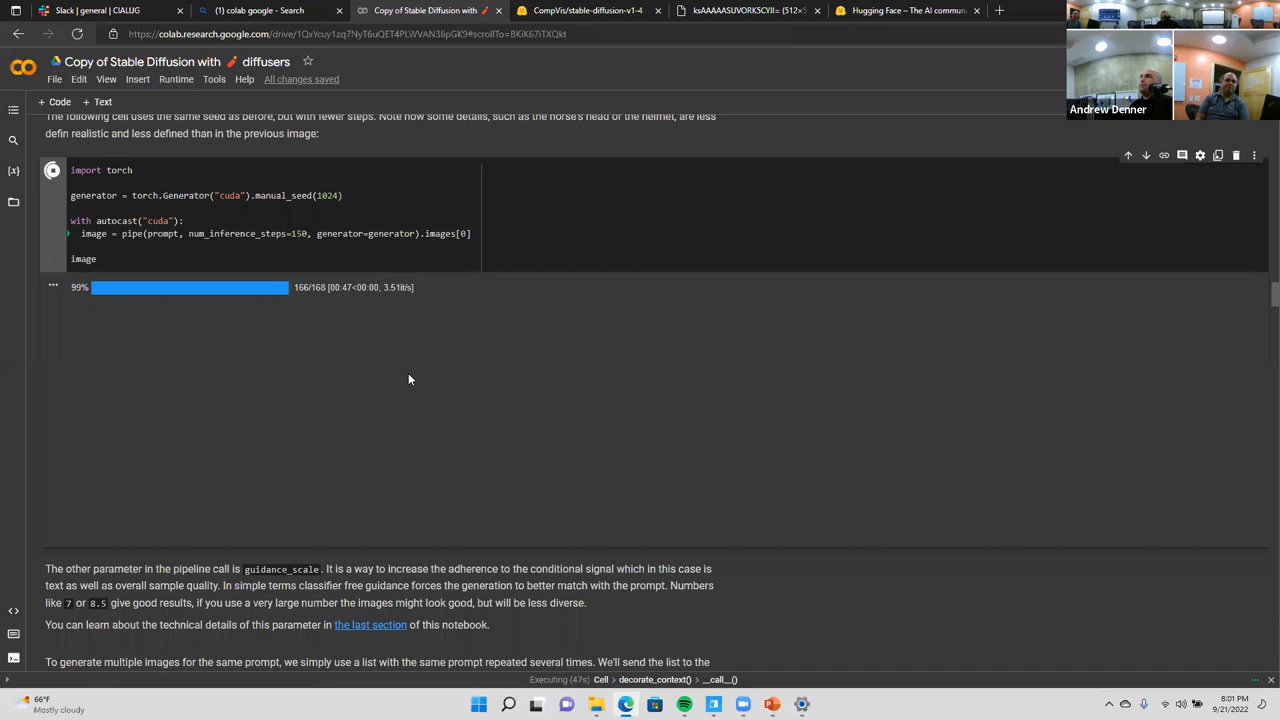 Slack | general | CIALUG
(1) colab google - Search
Copy of Stable Diffusion with
CompVis/stable-diffusion-v1-4
ksAAAAASUVORK5CYII= (512×5
Hugging Face – The AI commun
Copy of Stable Diffusion with diffusers
File Edit View Insert Runtime Tools Help All changes saved
+ Code + Text
The following cell uses the same seed as before, but with fewer steps. Note how some details, such as the horse's head or the helmet, are less
defin realistic and less defined than in the previous image:
import torch
generator = torch.Generator("cuda").manual_seed(1024)
with autocast("cuda"):
image = pipe(prompt, num_inference_steps=150, generator=generator).images[0]
image
99% 166/168 [00:47<00:00, 3.51it/s]
The other parameter in the pipeline call is guidance_scale. It is a way to increase the adherence to the conditional signal which in this case is
text as well as overall sample quality. In simple terms classifier free guidance forces the generation to better match with the prompt. Numbers
like 7 or 8.5 give good results, if you use a very large number the images might look good, but will be less diverse.
You can learn about the technical details of this parameter in the last section of this notebook.
To generate multiple images for the same prompt, we simply use a list with the same prompt repeated several times. We'll send the list to the
Executing (47s) Cell > decorate_context() > __call__()
Andrew Denner
66°F
Mostly cloudy
8:01 PM
9/21/2022